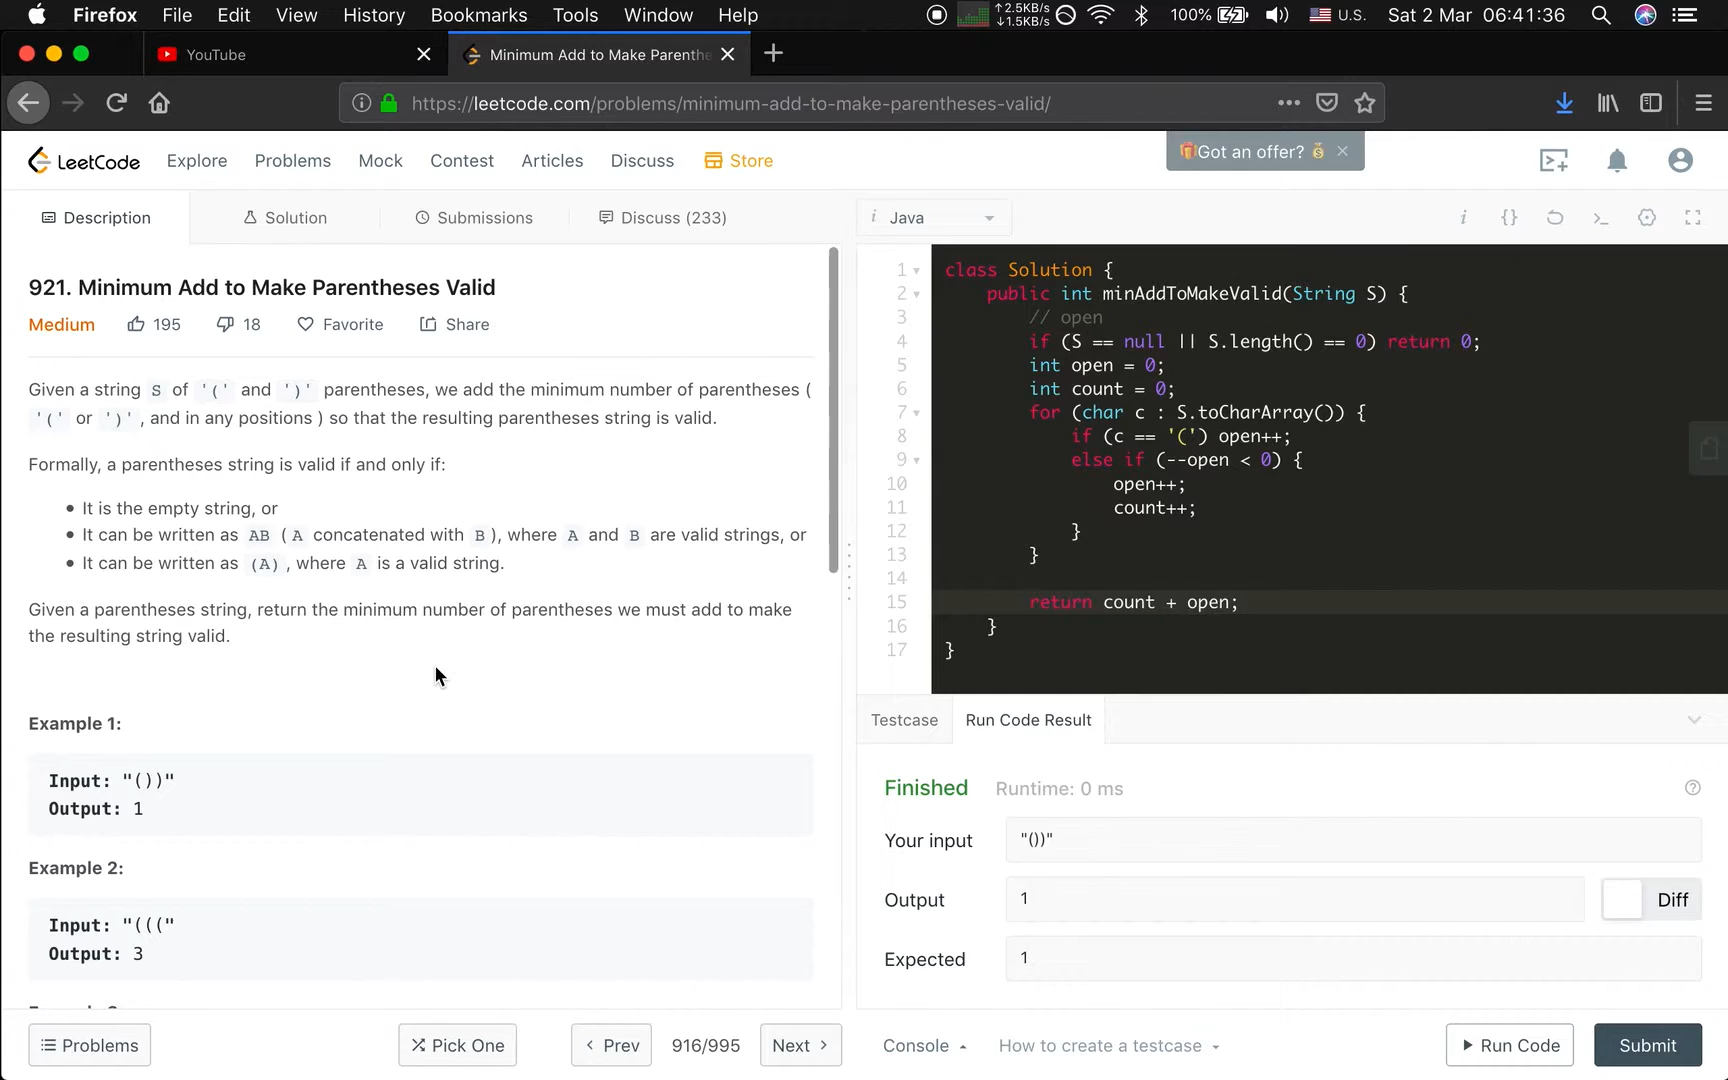 Firefox File Edit View History Bookmarks Tools Window Help ↑2.5KB/s ↓1.5KB/s 100% U.S. Sat 2 Mar 06:41:36
YouTube Minimum Add to Make Parenthe
https://leetcode.com/problems/minimum-add-to-make-parentheses-valid/
LeetCode Explore Problems Mock Contest Articles Discuss Store Got an offer?
Description Solution Submissions Discuss (233)
921. Minimum Add to Make Parentheses Valid
Medium 195 18 Favorite Share
Given a string S of '(' and ')' parentheses, we add the minimum number of parentheses (
'(' or ')', and in any positions ) so that the resulting parentheses string is valid.
Formally, a parentheses string is valid if and only if:
• It is the empty string, or
• It can be written as AB (A concatenated with B), where A and B are valid strings, or
• It can be written as (A), where A is a valid string.
Given a parentheses string, return the minimum number of parentheses we must add to make
the resulting string valid.
Example 1:
Input: "())"
Output: 1
Example 2:
Input: "((("
Output: 3
Problems Pick One Prev 916/995 Next
i Java i {} >_
1 class Solution {
2 public int minAddToMakeValid(String S) {
3 // open
4 if (S == null || S.length() == 0) return 0;
5 int open = 0;
6 int count = 0;
7 for (char c : S.toCharArray()) {
8 if (c == '(') open++;
9 else if (--open < 0) {
10 open++;
11 count++;
12 }
13 }
14
15 return count + open;
16 }
17 }
Testcase Run Code Result
Finished Runtime: 0 ms
Your input "())"
Output 1 Diff
Expected 1
Console How to create a testcase Run Code Submit